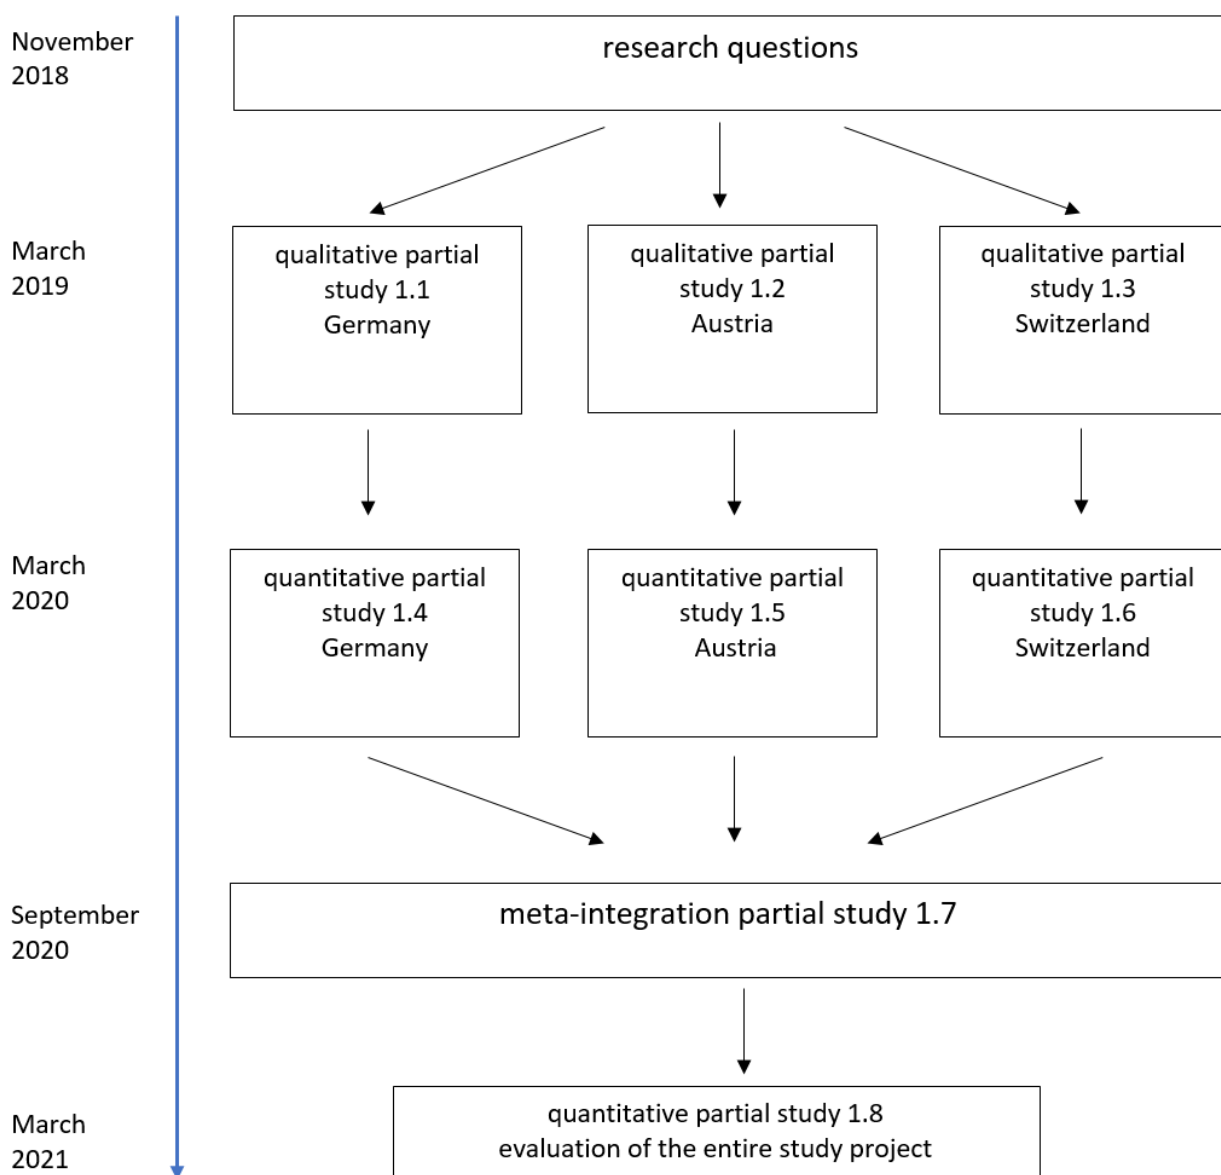 November
2018
research questions
March
2019
qualitative partial
study 1.1
Germany
qualitative partial
study 1.2
Austria
qualitative partial
study 1.3
Switzerland
March
2020
quantitative partial
study 1.4
Germany
quantitative partial
study 1.5
Austria
quantitative partial
study 1.6
Switzerland
September
2020
meta-integration partial study 1.7
March
2021
quantitative partial study 1.8
evaluation of the entire study project